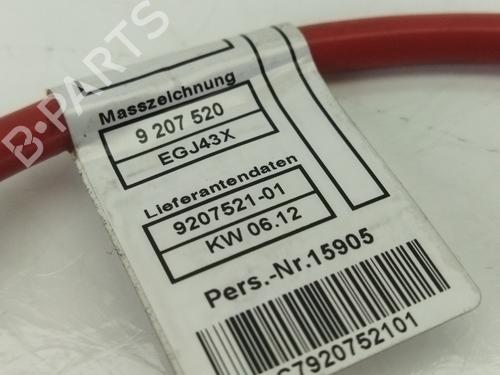 Masszeichnung
9 207 520
EGJ43X
Lieferantendaten
9207521-01
KW 06.12
Pers.-Nr.15905
C7920752101
B-PARTS